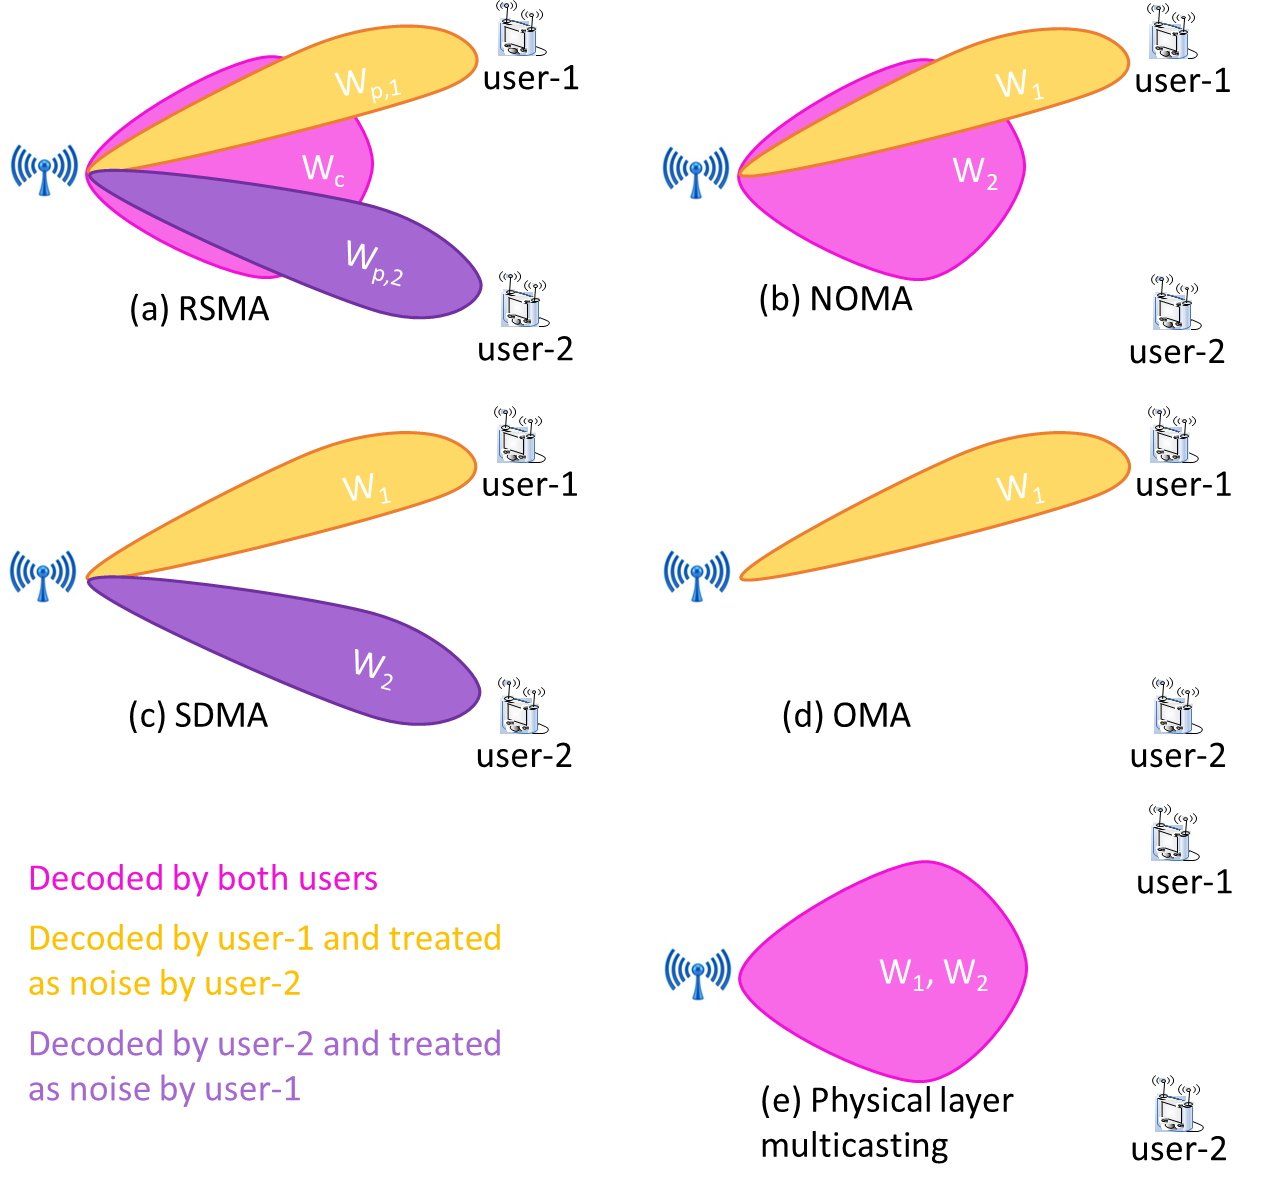 W_p,1
user-1
W_c
W_p,2
(a) RSMA
user-2
W_1
user-1
W_2
(b) NOMA
user-2
W_1
user-1
W_2
(c) SDMA
user-2
W_1
user-1
(d) OMA
user-2
Decoded by both users
Decoded by user-1 and treated
as noise by user-2
Decoded by user-2 and treated
as noise by user-1
user-1
W_1, W_2
(e) Physical layer
multicasting
user-2